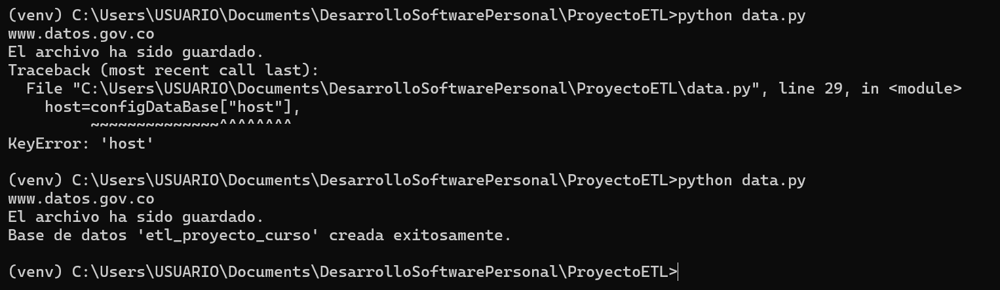 (venv) C:\Users\USUARIO\Documents\DesarrolloSoftwarePersonal\ProyectoETL>python data.py
www.datos.gov.co
El archivo ha sido guardado.
Traceback (most recent call last):
  File "C:\Users\USUARIO\Documents\DesarrolloSoftwarePersonal\ProyectoETL\data.py", line 29, in <module>
    host=configDataBase["host"],
         ~~~~~~~~~~~~~~^^^^^^^^
KeyError: 'host'
(venv) C:\Users\USUARIO\Documents\DesarrolloSoftwarePersonal\ProyectoETL>python data.py
www.datos.gov.co
El archivo ha sido guardado.
Base de datos 'etl_proyecto_curso' creada exitosamente.
(venv) C:\Users\USUARIO\Documents\DesarrolloSoftwarePersonal\ProyectoETL>